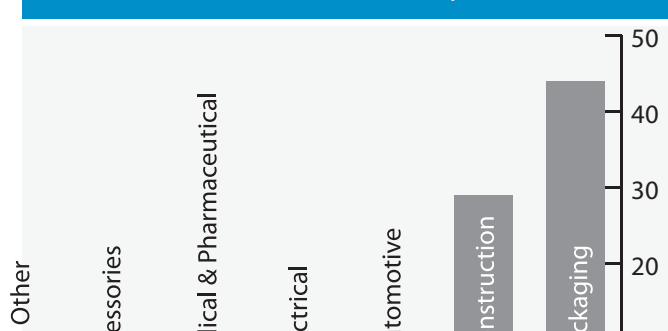 Other
essories
ical & Pharmaceutical
ctrical
tomotive
nstruction
ckaging
50
40
30
20